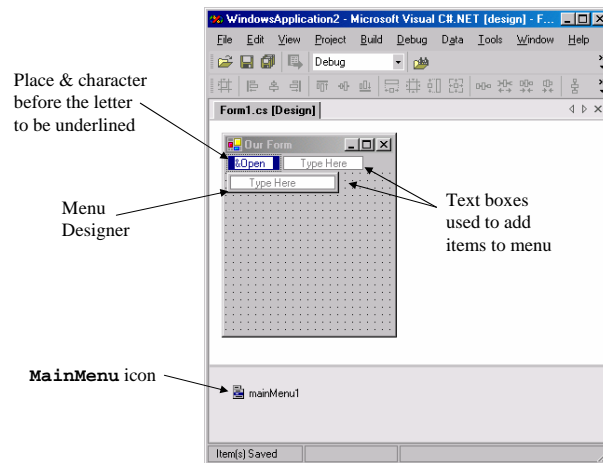 WindowsApplication2 - Microsoft Visual C#.NET [design] - F...
File Edit View Project Build Debug Data Tools Window Help
Debug
Form1.cs [Design]
Place & character
before the letter
to be underlined
Our Form
&Open Type Here
Type Here
Menu
Designer
Text boxes
used to add
items to menu
MainMenu icon
mainMenu1
Item(s) Saved